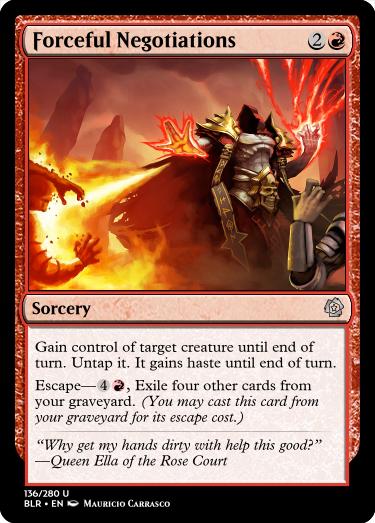 Forceful Negotiations 2
Sorcery
Gain control of target creature until end of
turn. Untap it. It gains haste until end of turn.
Escape—4, Exile four other cards from
your graveyard. (You may cast this card from
your graveyard for its escape cost.)
“Why get my hands dirty with help this good?”
—Queen Ella of the Rose Court
136/280 U
BLR • EN Mauricio Carrasco